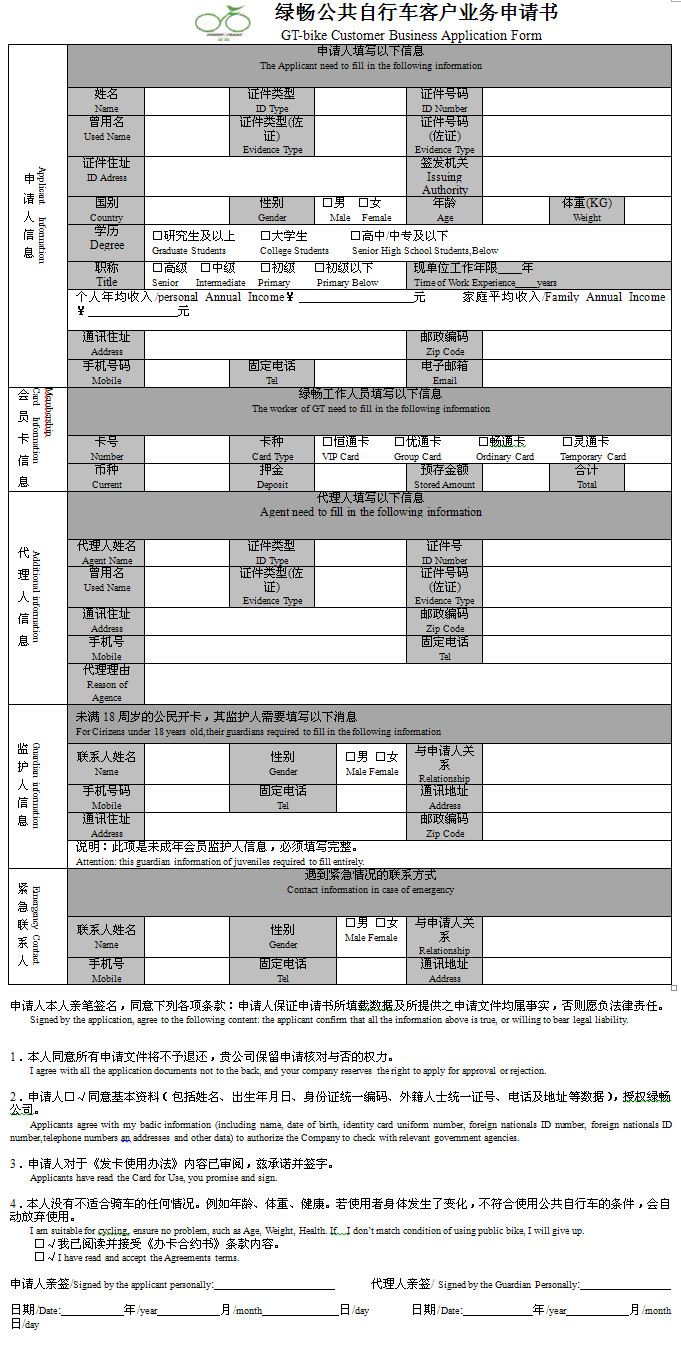 绿畅公共自行车客户业务申请书
GT-bike Customer Business Application Form
申请人信息
Applicant Information
申请人填写以下信息
The Applicant need to fill in the following information
姓名 证件类型 证件号码
Name ID Type ID Number
曾用名 证件类型(佐证) 证件号码(佐证)
Used Name Evidence Type Evidence Type
证件住址 签发机关
ID Adress Issuing Authority
国别 性别 □男 □女 年龄 体重(KG)
Country Gender Male Female Age Weight
学历 □研究生及以上 □大学生 □高中/中专及以下
Degree Graduate Students College Students Senior High School Students,Below
职称 □高级 □中级 □初级 □初级以下 现单位工作年限____年
Title Senior Intermediate Primary Primary Below Time of Work Experience_____years
个人年均收入/personal Annual Income¥ ___________________元 家庭平均收入/Family Annual Income
¥ _______________元
通讯住址 邮政编码
Address Zip Code
手机号码 固定电话 电子邮箱
Mobile Tel Email
会员卡信息
Membership Card Information
绿畅工作人员填写以下信息
The worker of GT need to fill in the following information
卡号 卡种 □恒通卡 □优通卡 □畅通卡 □灵通卡
Number Card Type VIP Card Group Card Ordinary Card Temporary Card
币种 押金 预存金额 合计
Current Deposit Stored Amount Total
代理人信息
Additional information
代理人填写以下信息
Agent need to fill in the following information
代理人姓名 证件类型 证件号
Agent Name ID Type ID Number
曾用名 证件类型(佐证) 证件号码(佐证)
Used Name Evidence Type Evidence Type
通讯住址 邮政编码
Address Zip Code
手机号 固定电话
Mobile Tel
代理理由
Reason of Agence
监护人信息
Guardian information
未满 18 周岁的公民开卡，其监护人需要填写以下消息
For Cirizens under 18 years old,their guardians required to fill in the following information
联系人姓名 性别 □男 □女 与申请人关系
Name Gender Male Female Relationship
手机号码 固定电话 通讯地址
Mobile Tel Address
通讯住址 邮政编码
Address Zip Code
说明：此项是未成年会员监护人信息，必须填写完整。
Attention: this guardian information of juveniles required to fill entirely.
紧急联系人
Emergency Contact
遇到紧急情况的联系方式
Contact information in case of emergency
联系人姓名 性别 □男 □女 与申请人关系
Name Gender Male Female Relationship
手机号 固定电话 通讯地址
Mobile Tel Address
申请人本人亲笔签名，同意下列各项条款：申请人保证申请书所填载数据及所提供之申请文件均属事实，否则愿负法律责任。
Signed by the application, agree to the following content: the applicant confirm that all the information above is true, or willing to bear legal liability.
1．本人同意所有申请文件将不予退还，贵公司保留申请核对与否的权力。
I agree with all the application documents not to the back, and your company reserves the right to apply for approval or rejection.
2．申请人□√同意基本资料（包括姓名、出生年月日、身份证统一编码、外籍人士统一证号、电话及地址等数据），授权绿畅
公司。
Applicants agree with my badic information (including name, date of birth, identity card uniform number, foreign nationals ID number, foreign nationals ID
number,telephone numbers an addresses and other data) to authorize the Company to check with relevant government agencies.
3．申请人对于《发卡使用办法》内容已审阅，兹承诺并签字。
Applicants have read the Card for Use, you promise and sign.
4．本人没有不适合骑车的任何情况。例如年龄、体重、健康。若使用者身体发生了变化，不符合使用公共自行车的条件，会自
动放弃使用。
I am suitable for cycling, ensure no problem, such as Age, Weight, Health. If…I don't match condition of using public bike, I will give up.
□√我已阅读并接受《办卡合约书》条款内容。
□√I have read and accept the Agreements terms.
申请人亲签/Signed by the applicant personally:____________________ 代理人亲签/ Signed by the Guardian Personally:_______________
日期/Date:__________年/year__________月/month____________日/day 日期/Date:___________年/year__________月/month
日/day